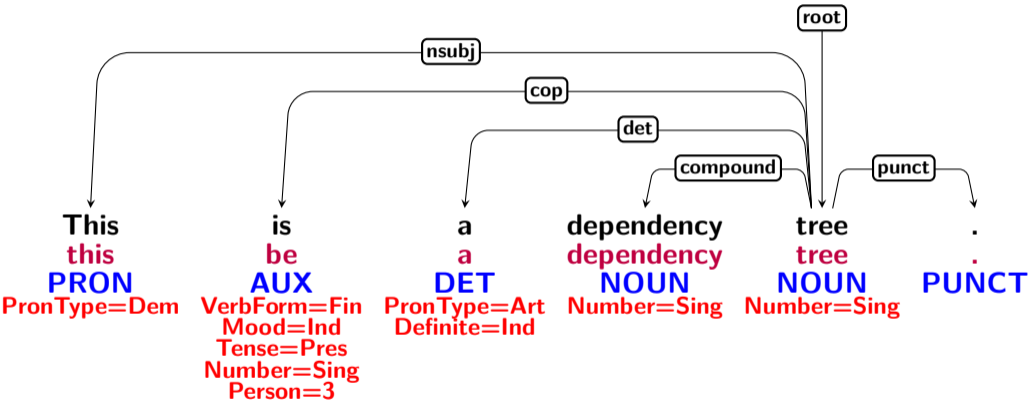 root
nsubj
cop
det
compound punct
This is a dependency tree .
this be a dependency tree .
PRON AUX DET NOUN NOUN PUNCT
PronType=Dem VerbForm=Fin PronType=Art Number=Sing Number=Sing
Mood=Ind Definite=Ind
Tense=Pres
Number=Sing
Person=3